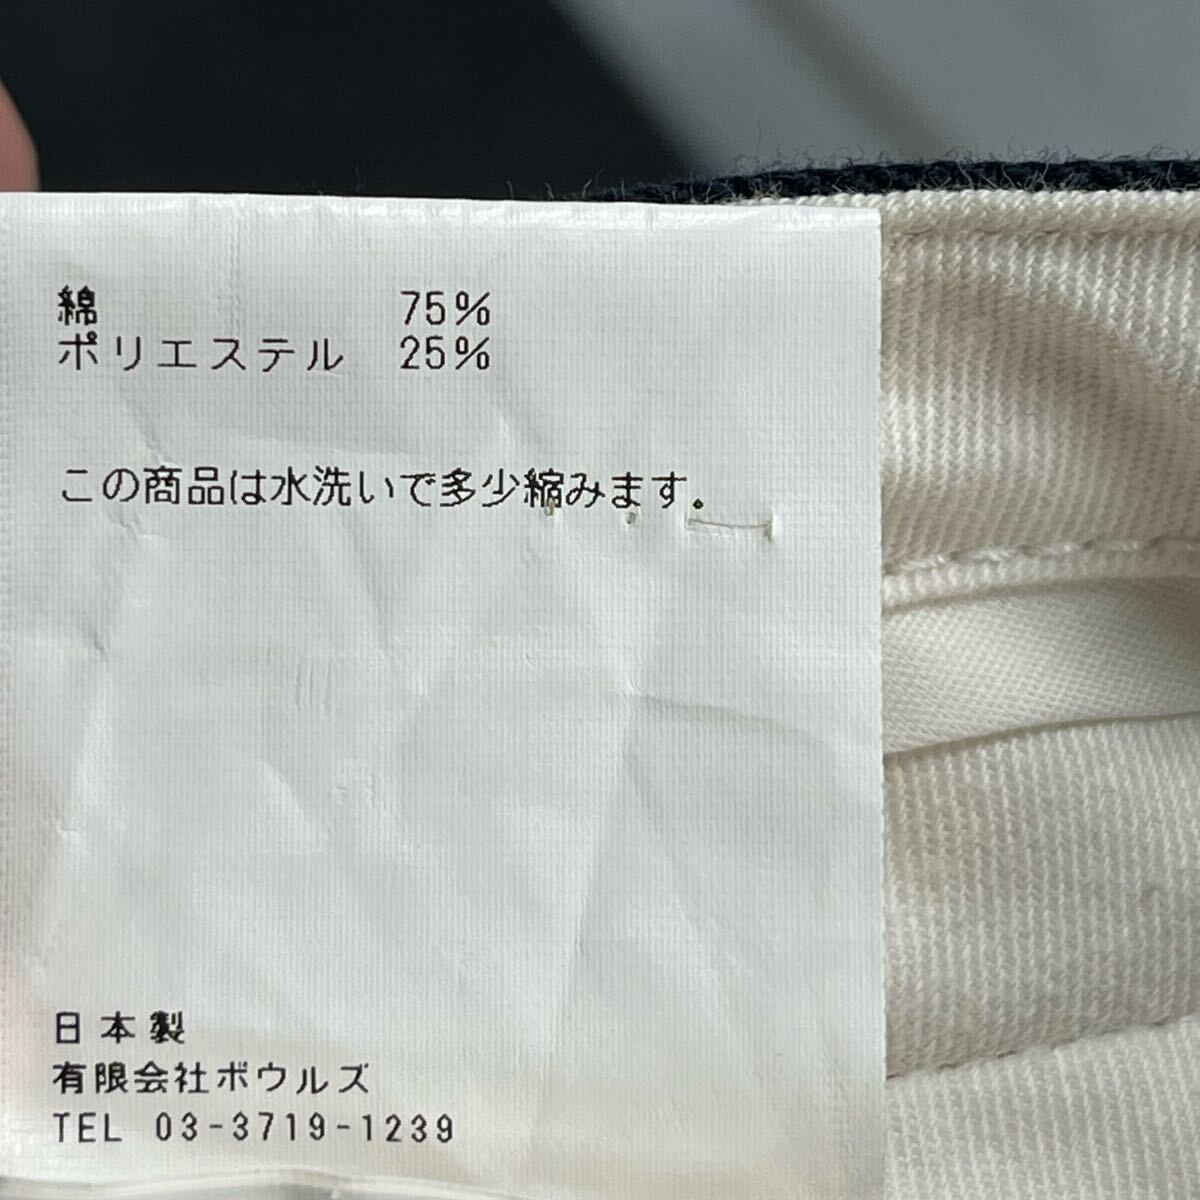 綿 75%
ポリエステル 25%
この商品は水洗いで多少縮みます。
日本製
有限会社ボウルズ
TEL 03-3719-1239